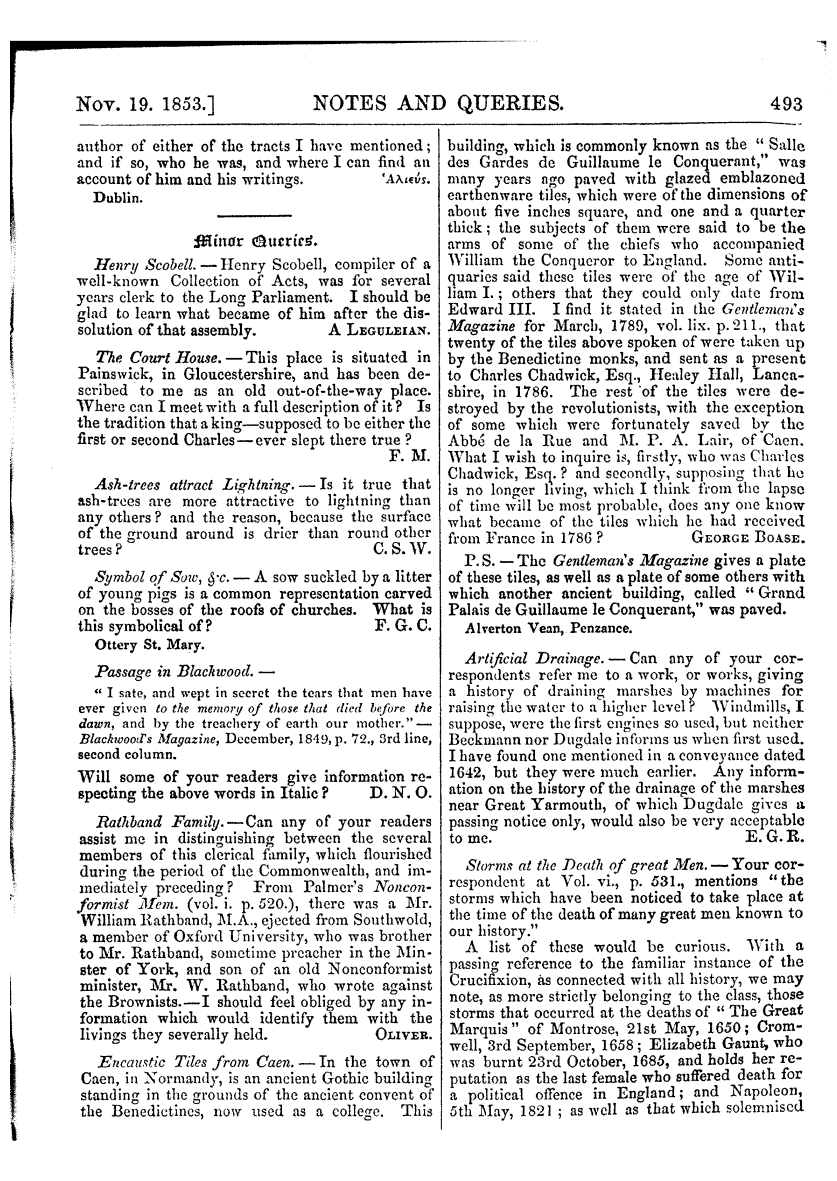 Nov. 19. 1853.] NOTES AND QUERIES. 493
author of either of the tracts I have mentioned;
and if so, who he was, and where I can find an
account of him and his writings. Ἁλιεύς.
Dublin.
Minor Queries.
Henry Scobell. — Henry Scobell, compiler of a
well-known Collection of Acts, was for several
years clerk to the Long Parliament. I should be
glad to learn what became of him after the dis-
solution of that assembly. A LEGULEIAN.
The Court House. — This place is situated in
Painswick, in Gloucestershire, and has been de-
scribed to me as an old out-of-the-way place.
Where can I meet with a full description of it? Is
the tradition that a king—supposed to be either the
first or second Charles—ever slept there true?
F. M.
Ash-trees attract Lightning. — Is it true that
ash-trees are more attractive to lightning than
any others? and the reason, because the surface
of the ground around is drier than round other
trees? C. S. W.
Symbol of Sow, &c. — A sow suckled by a litter
of young pigs is a common representation carved
on the bosses of the roofs of churches. What is
this symbolical of? F. G. C.
Ottery St. Mary.
Passage in Blackwood. —
"I sate, and wept in secret the tears that men have
ever given to the memory of those that died before the
dawn, and by the treachery of earth our mother."—
Blackwood's Magazine, December, 1849, p. 72., 3rd line,
second column.
Will some of your readers give information re-
specting the above words in Italic? D. N. O.
Rathband Family.—Can any of your readers
assist me in distinguishing between the several
members of this clerical family, which flourished
during the period of the Commonwealth, and im-
mediately preceding? From Palmer's Noncon-
formist Mem. (vol. i. p. 520.), there was a Mr.
William Rathband, M.A., ejected from Southwold,
a member of Oxford University, who was brother
to Mr. Rathband, sometime preacher in the Min-
ster of York, and son of an old Nonconformist
minister, Mr. W. Rathband, who wrote against
the Brownists.—I should feel obliged by any in-
formation which would identify them with the
livings they severally held. OLIVER.
Encaustic Tiles from Caen. — In the town of
Caen, in Normandy, is an ancient Gothic building
standing in the grounds of the ancient convent of
the Benedictines, now used as a college. This
building, which is commonly known as the "Salle
des Gardes de Guillaume le Conquerant," was
many years ago paved with glazed emblazoned
earthenware tiles, which were of the dimensions of
about five inches square, and one and a quarter
thick; the subjects of them were said to be the
arms of some of the chiefs who accompanied
William the Conqueror to England. Some anti-
quaries said these tiles were of the age of Wil-
liam I.; others that they could only date from
Edward III. I find it stated in the Gentleman's
Magazine for March, 1789, vol. lix. p. 211., that
twenty of the tiles above spoken of were taken up
by the Benedictine monks, and sent as a present
to Charles Chadwick, Esq., Healey Hall, Lanca-
shire, in 1786. The rest of the tiles were de-
stroyed by the revolutionists, with the exception
of some which were fortunately saved by the
Abbé de la Rue and M. P. A. Lair, of Caen.
What I wish to inquire is, firstly, who was Charles
Chadwick, Esq.? and secondly, supposing that he
is no longer living, which I think from the lapse
of time will be most probable, does any one know
what became of the tiles which he had received
from France in 1786? GEORGE BOASE.
P.S. — The Gentleman's Magazine gives a plate
of these tiles, as well as a plate of some others with
which another ancient building, called "Grand
Palais de Guillaume le Conquerant," was paved.
Alverton Vean, Penzance.
Artificial Drainage. — Can any of your cor-
respondents refer me to a work, or works, giving
a history of draining marshes by machines for
raising the water to a higher level? Windmills, I
suppose, were the first engines so used, but neither
Beckmann nor Dugdale informs us when first used.
I have found one mentioned in a conveyance dated
1642, but they were much earlier. Any inform-
ation on the history of the drainage of the marshes
near Great Yarmouth, of which Dugdale gives a
passing notice only, would also be very acceptable
to me. E. G. R.
Storms at the Death of great Men. — Your cor-
respondent at Vol. vi., p. 531., mentions "the
storms which have been noticed to take place at
the time of the death of many great men known to
our history."
A list of these would be curious. With a
passing reference to the familiar instance of the
Crucifixion, as connected with all history, we may
note, as more strictly belonging to the class, those
storms that occurred at the deaths of "The Great
Marquis" of Montrose, 21st May, 1650; Crom-
well, 3rd September, 1658; Elizabeth Gaunt, who
was burnt 23rd October, 1685, and holds her re-
putation as the last female who suffered death for
a political offence in England; and Napoleon,
5th May, 1821; as well as that which solemnised